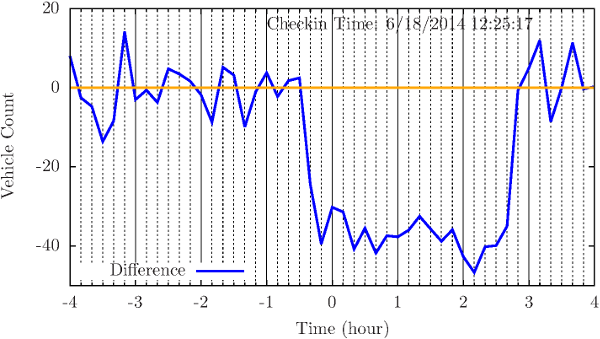 20
Checkin Time: 6/18/2014 12:25:17
0
Vehicle Count
-20
-40
Difference
-4 -3 -2 -1 0 1 2 3 4
Time (hour)